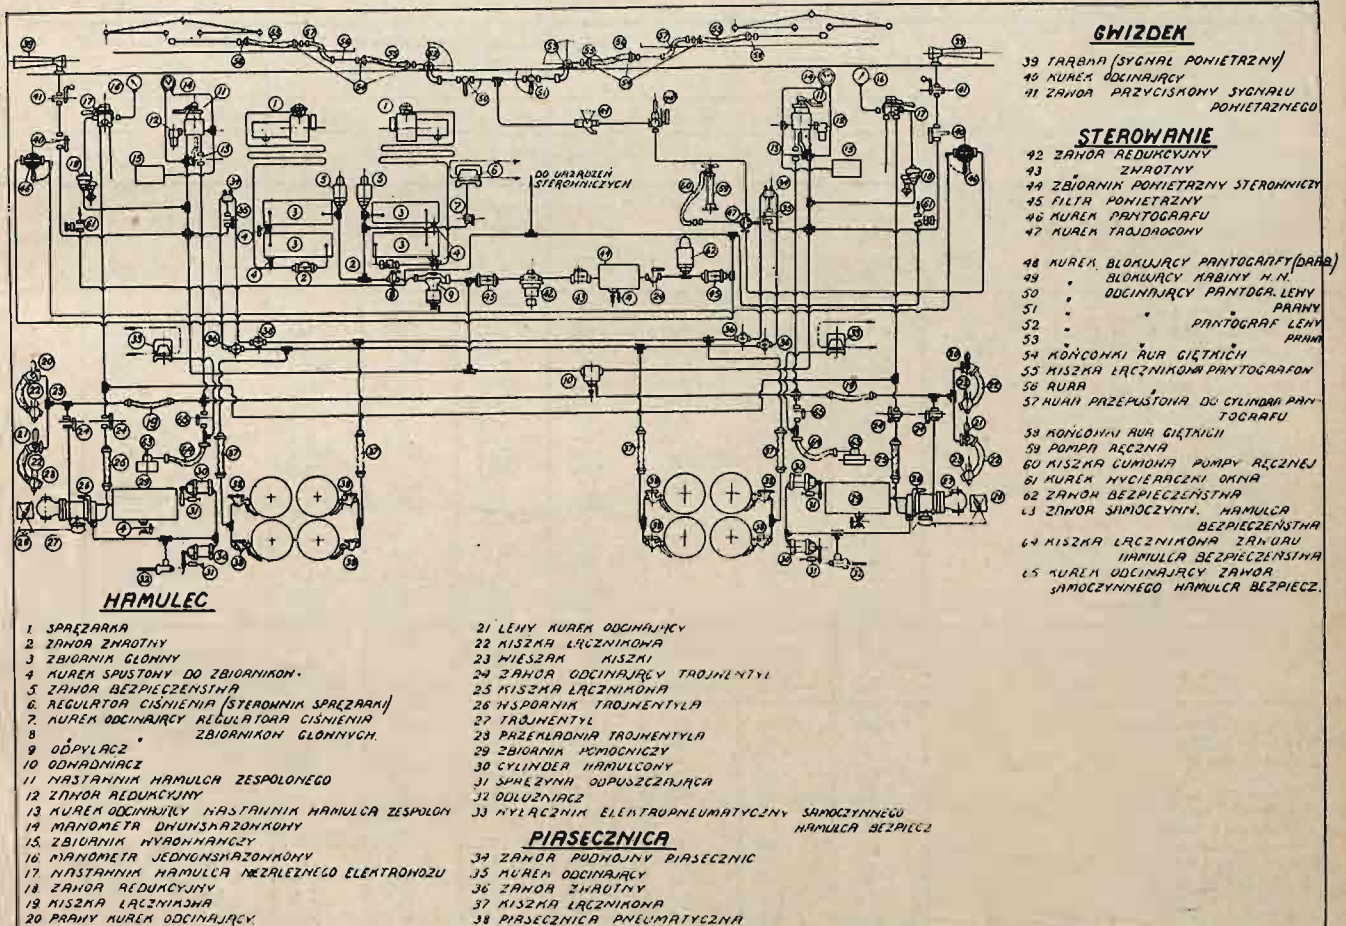 DO URZĄDZEŃ
STEROWNICZYCH
GWIZDEK
39 TRĄBKA (SYGNAŁ POWIETRZNY)
40 KUREK ODCINAJĄCY
41 ZAWÓR PRZYCISKOWY SYGNAŁU
POWIETRZNEGO
STEROWANIE
42 ZAWÓR REDUKCYJNY
43 " ZWROTNY
44 ZBIORNIK POWIETRZNY STEROWNICZY
45 FILTR POWIETRZNY
46 KUREK PANTOGRAFU
47 KUREK TRÓJDROGOWY
48 KUREK BLOKUJĄCY PANTOGRAFY (DRĄB)
49 " BLOKUJĄCY KABINY W.N.
50 " ODCINAJĄCY PANTOGR. LEWY
51 " " PRAWY
52 " PANTOGRAF LEWY
53 " " PRAW
54 KOŃCÓWKI RUR GIĘTKICH
55 KISZKA ŁĄCZNIKOWA PANTOGRAFÓW
56 RURA "
57 RURA PRZEPUSTOWA DO CYLINDRA PAN-
TOGRAFU
58 KOŃCÓWKI RUR GIĘTKICH
59 POMPA RĘCZNA
60 KISZKA GUMOWA POMPY RĘCZNEJ
61 KUREK WYCIERACZKI OKNA
62 ZAWÓR BEZPIECZEŃSTWA
63 ZAWÓR SAMOCZYNN. HAMULCA
BEZPIECZEŃSTWA
64 KISZKA ŁĄCZNIKOWA ZAWORU
HAMULCA BEZPIECZEŃSTWA
65 KUREK ODCINAJĄCY ZAWÓR
SAMOCZYNNEGO HAMULCA BEZPIECZ.
HAMULEC
1 SPRĘŻARKA
2 ZAWÓR ZWROTNY
3 ZBIORNIK GŁÓWNY
4 KUREK SPUSTOWY DO ZBIORNIKÓW.
5 ZAWÓR BEZPIECZEŃSTWA
6. REGULATOR CIŚNIENIA (STEROWNIK SPRĘŻARKI)
7. KUREK ODCINAJĄCY REGULATORA CIŚNIENIA
8 " " ZBIORNIKÓW GŁÓWNYCH.
9 ODPYLACZ
10 ODWADNIACZ
11 NASTAWNIK HAMULCA ZESPOLONEGO
12 ZAWÓR REDUKCYJNY
13 KUREK ODCINAJĄCY NASTAWNIK HAMULCA ZESPOLON
14 MANOMETR DWUWSKAZÓWKOWY
15. ZBIORNIK WYRÓWNAWCZY
16. MANOMETR JEDNOWSKAZÓWKOWY
17. NASTAWNIK HAMULCA NIEZALEŻNEGO ELEKTROWOZU
18. ZAWÓR REDUKCYJNY
19 KISZKA ŁĄCZNIKOWA
20 PRAWY KUREK ODCINAJĄCY.
21 LEWY KUREK ODCINAJĄCY
22 KISZKA ŁĄCZNIKOWA
23 WIESZAK KISZKI
24 ZAWÓR ODCINAJĄCY TRÓJWENTYL
25 KISZKA ŁĄCZNIKOWA
26 WSPORNIK TRÓJWENTYLA
27 TRÓJWENTYL
28 PRZEKŁADNIA TRÓJWENTYLA
29 ZBIORNIK POMOCNICZY
30 CYLINDER HAMULCOWY
31 SPRĘŻYNA ODPUSZCZAJĄCA
32 ODLUŹNIACZ
33 WYŁĄCZNIK ELEKTROPNEUMATYCZNY SAMOCZYNNEGO
HAMULCA BEZPIECZ
PIASECZNICA
34 ZAWÓR PODWÓJNY PIASECZNIC
35 KUREK ODCINAJĄCY
36 ZAWÓR ZWROTNY
37 KISZKA ŁĄCZNIKOWA
38 PIASECZNICA PNEUMATYCZNA